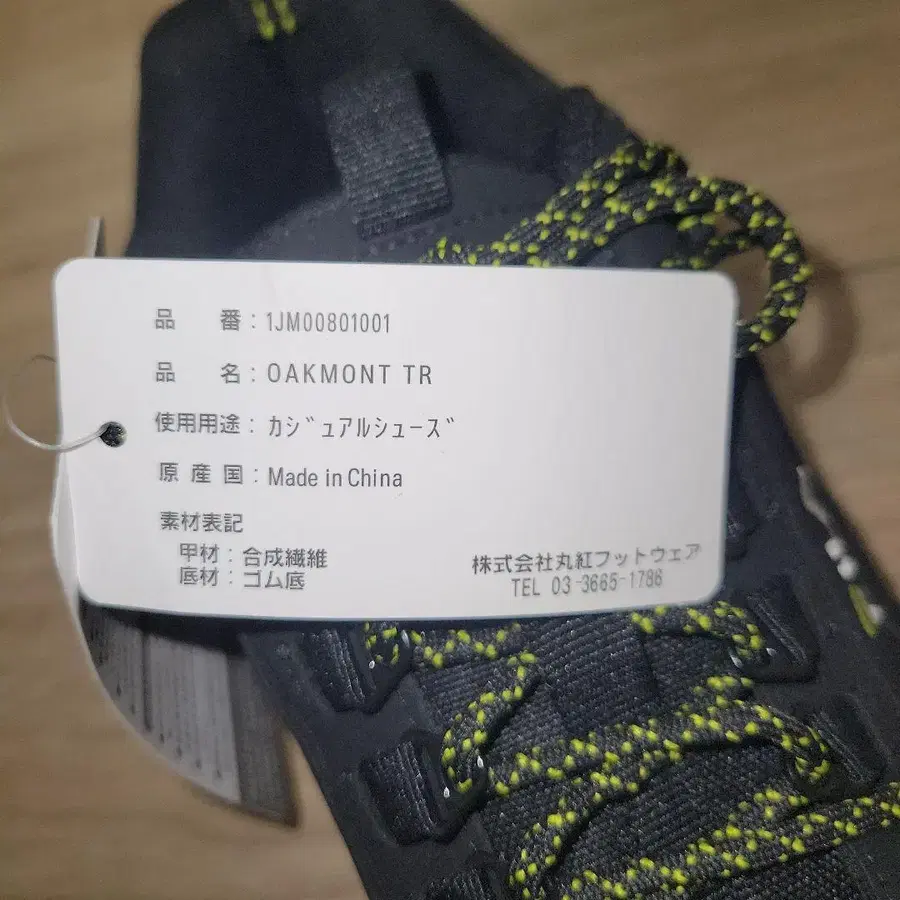 品　番：1JM00801001
品　名：OAKMONT TR
使用用途：カシﾞュアルシューズﾞ
原産国：Made in China
素材表記
甲材：合成繊維
底材：ゴム底
株式会社丸紅フットウェア
TEL 03-3665-1786